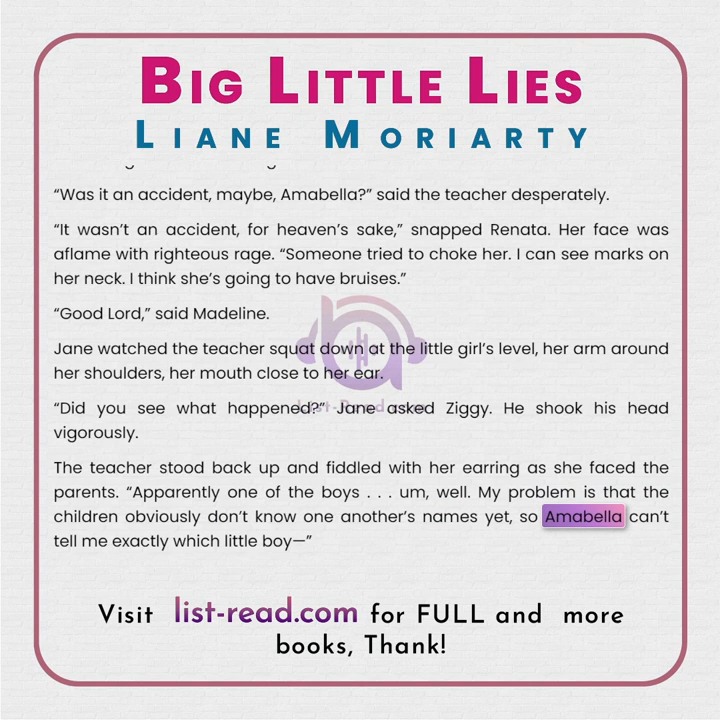 BIG LITTLE LIES
LIANE MORIARTY
“Was it an accident, maybe, Amabella?” said the teacher desperately.
“It wasn’t an accident, for heaven’s sake,” snapped Renata. Her face was
aflame with righteous rage. “Someone tried to choke her. I can see marks on
her neck. I think she’s going to have bruises.”
“Good Lord,” said Madeline.
Jane watched the teacher squat down at the little girl’s level, her arm around
her shoulders, her mouth close to her ear.
“Did you see what happened?” Jane asked Ziggy. He shook his head
vigorously.
The teacher stood back up and fiddled with her earring as she faced the
parents. “Apparently one of the boys . . . um, well. My problem is that the
children obviously don’t know one another’s names yet, so Amabella can’t
tell me exactly which little boy—”
Visit list-read.com for FULL and more
books, Thank!